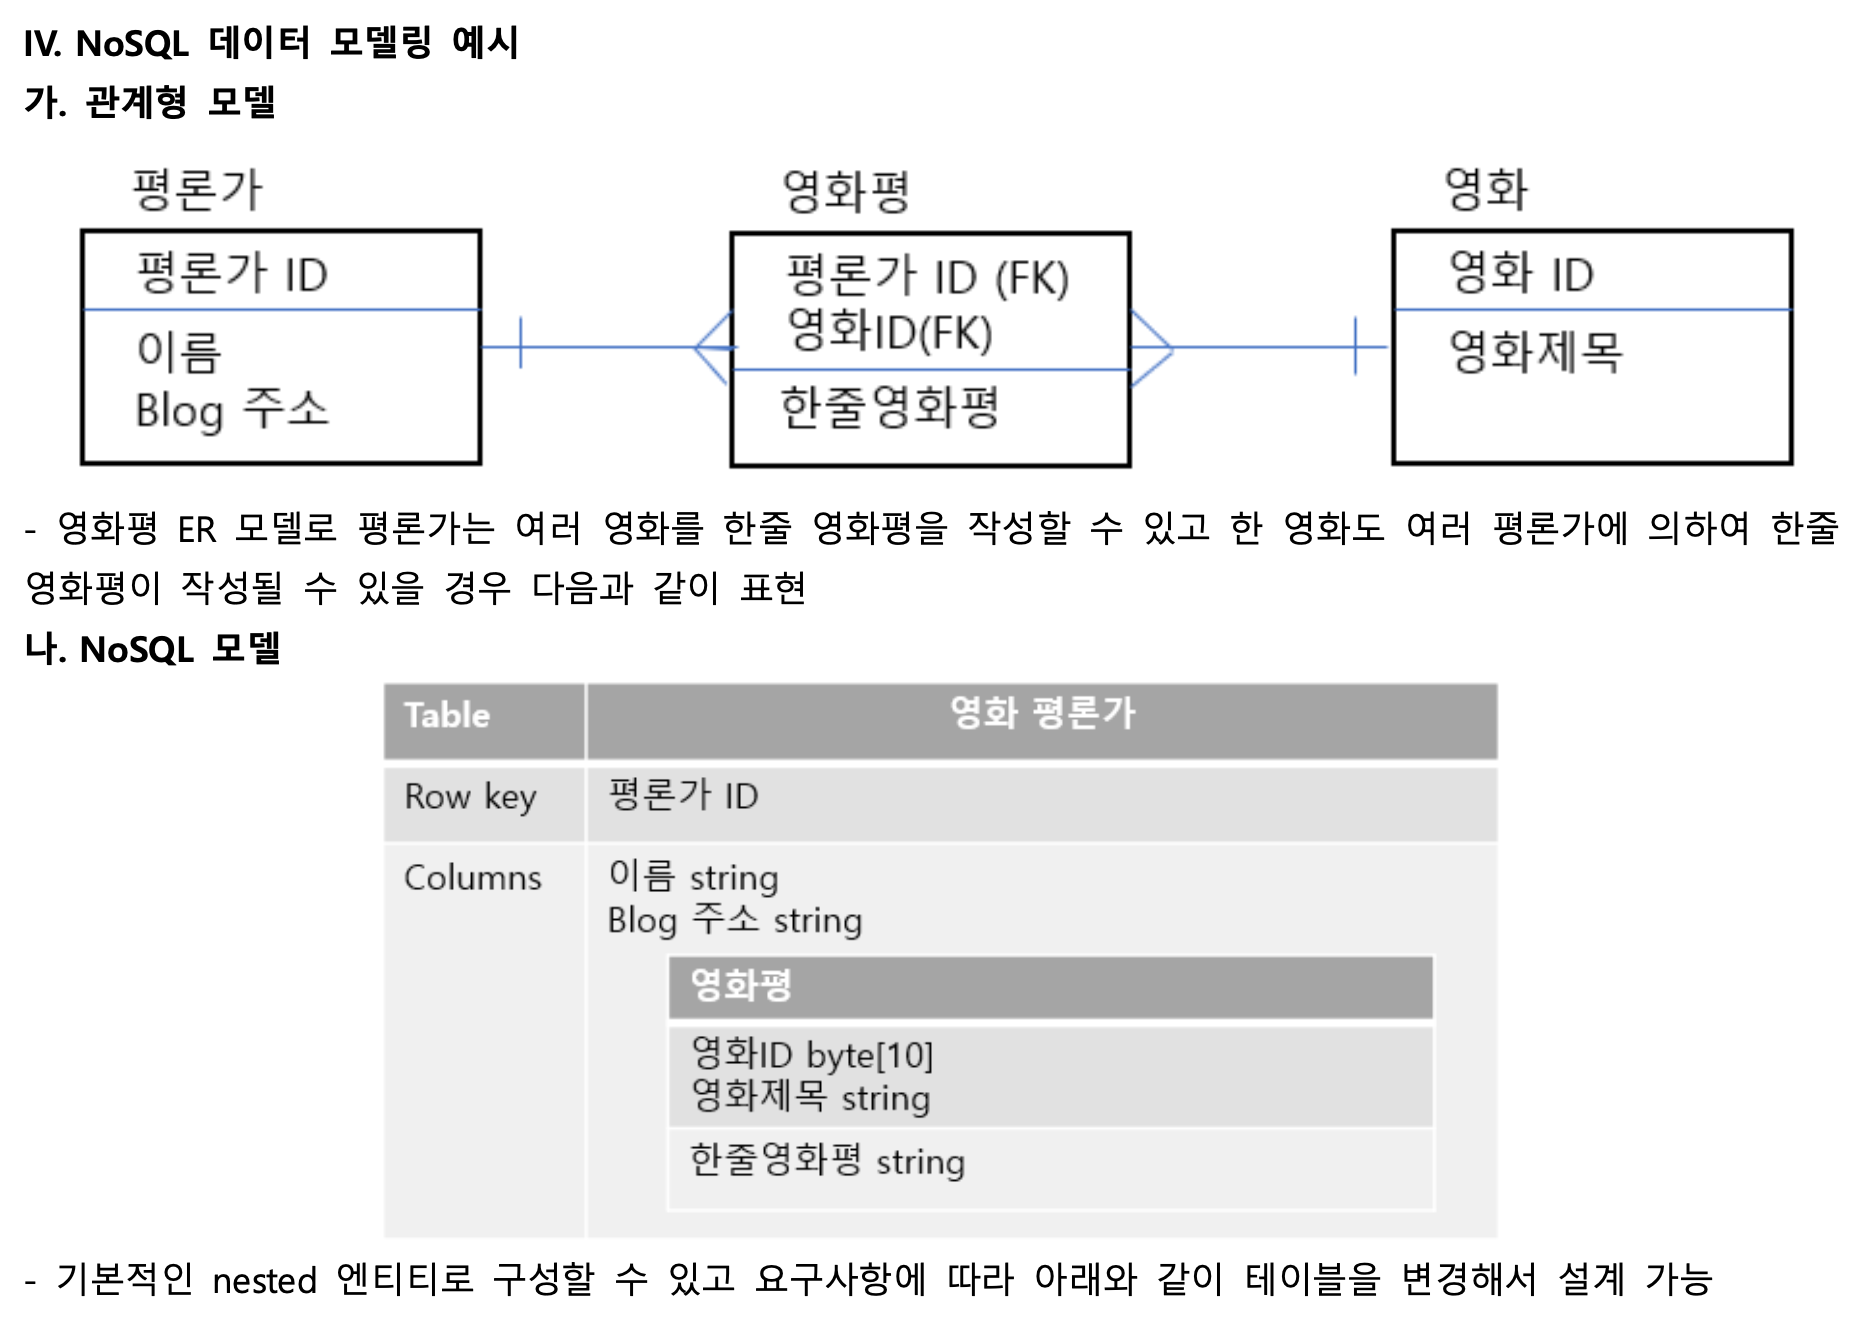 IV. NoSQL 데이터 모델링 예시
가. 관계형 모델
평론가
평론가 ID
이름
Blog 주소
영화평
평론가 ID (FK)
영화ID(FK)
한줄영화평
영화
영화 ID
영화제목
- 영화평 ER 모델로 평론가는 여러 영화를 한줄 영화평을 작성할 수 있고 한 영화도 여러 평론가에 의하여 한줄
영화평이 작성될 수 있을 경우 다음과 같이 표현
나. NoSQL 모델
Table 영화 평론가
Row key 평론가 ID
Columns 이름 string
Blog 주소 string
영화평
영화ID byte[10]
영화제목 string
한줄영화평 string
- 기본적인 nested 엔티티로 구성할 수 있고 요구사항에 따라 아래와 같이 테이블을 변경해서 설계 가능